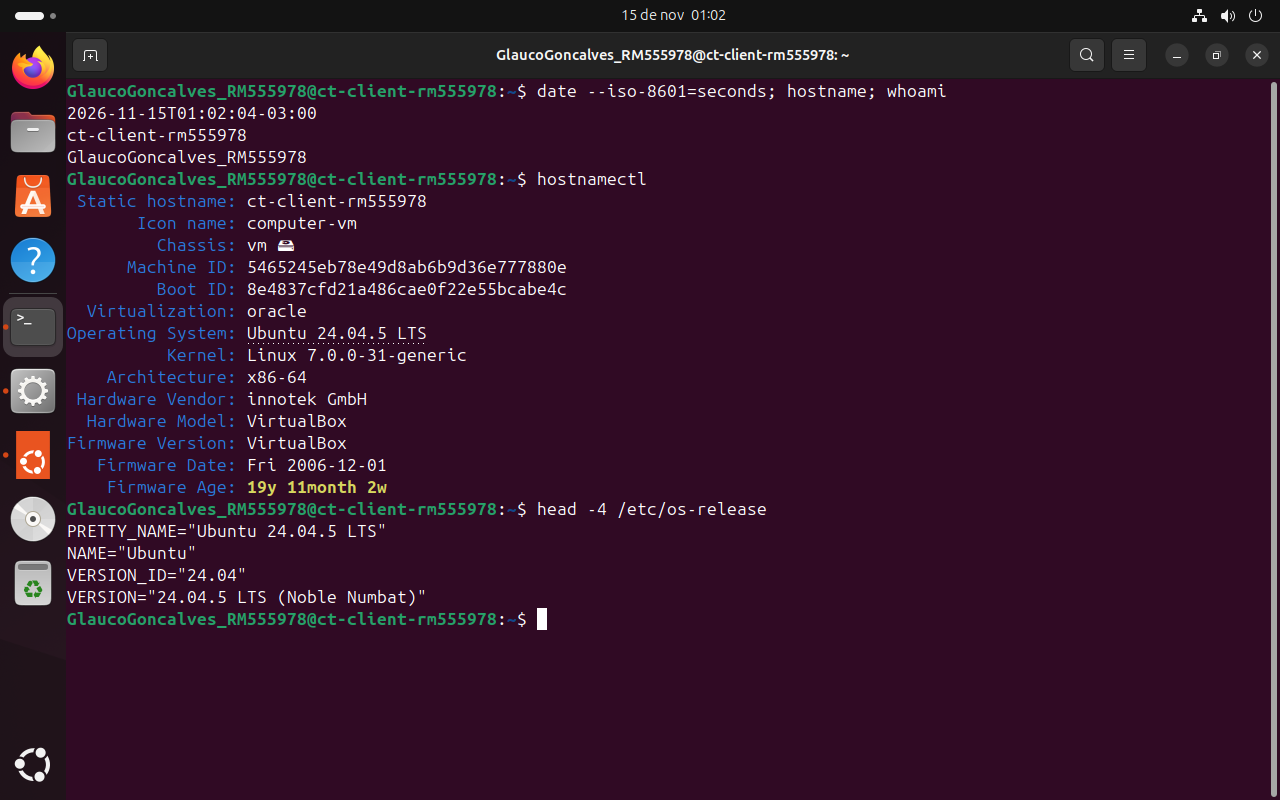 15 de nov 01:02
GlaucoGoncalves_RM555978@ct-client-rm555978: ~
GlaucoGoncalves_RM555978@ct-client-rm555978:~$ date --iso-8601=seconds; hostname; whoami
2026-11-15T01:02:04-03:00
ct-client-rm555978
GlaucoGoncalves_RM555978
GlaucoGoncalves_RM555978@ct-client-rm555978:~$ hostnamectl
Static hostname: ct-client-rm555978
Icon name: computer-vm
Chassis: vm 🖴
Machine ID: 5465245eb78e49d8ab6b9d36e777880e
Boot ID: 8e4837cfd21a486cae0f22e55bcabe4c
Virtualization: oracle
Operating System: Ubuntu 24.04.5 LTS
Kernel: Linux 7.0.0-31-generic
Architecture: x86-64
Hardware Vendor: innotek GmbH
Hardware Model: VirtualBox
Firmware Version: VirtualBox
Firmware Date: Fri 2006-12-01
Firmware Age: 19y 11month 2w
GlaucoGoncalves_RM555978@ct-client-rm555978:~$ head -4 /etc/os-release
PRETTY_NAME="Ubuntu 24.04.5 LTS"
NAME="Ubuntu"
VERSION_ID="24.04"
VERSION="24.04.5 LTS (Noble Numbat)"
GlaucoGoncalves_RM555978@ct-client-rm555978:~$